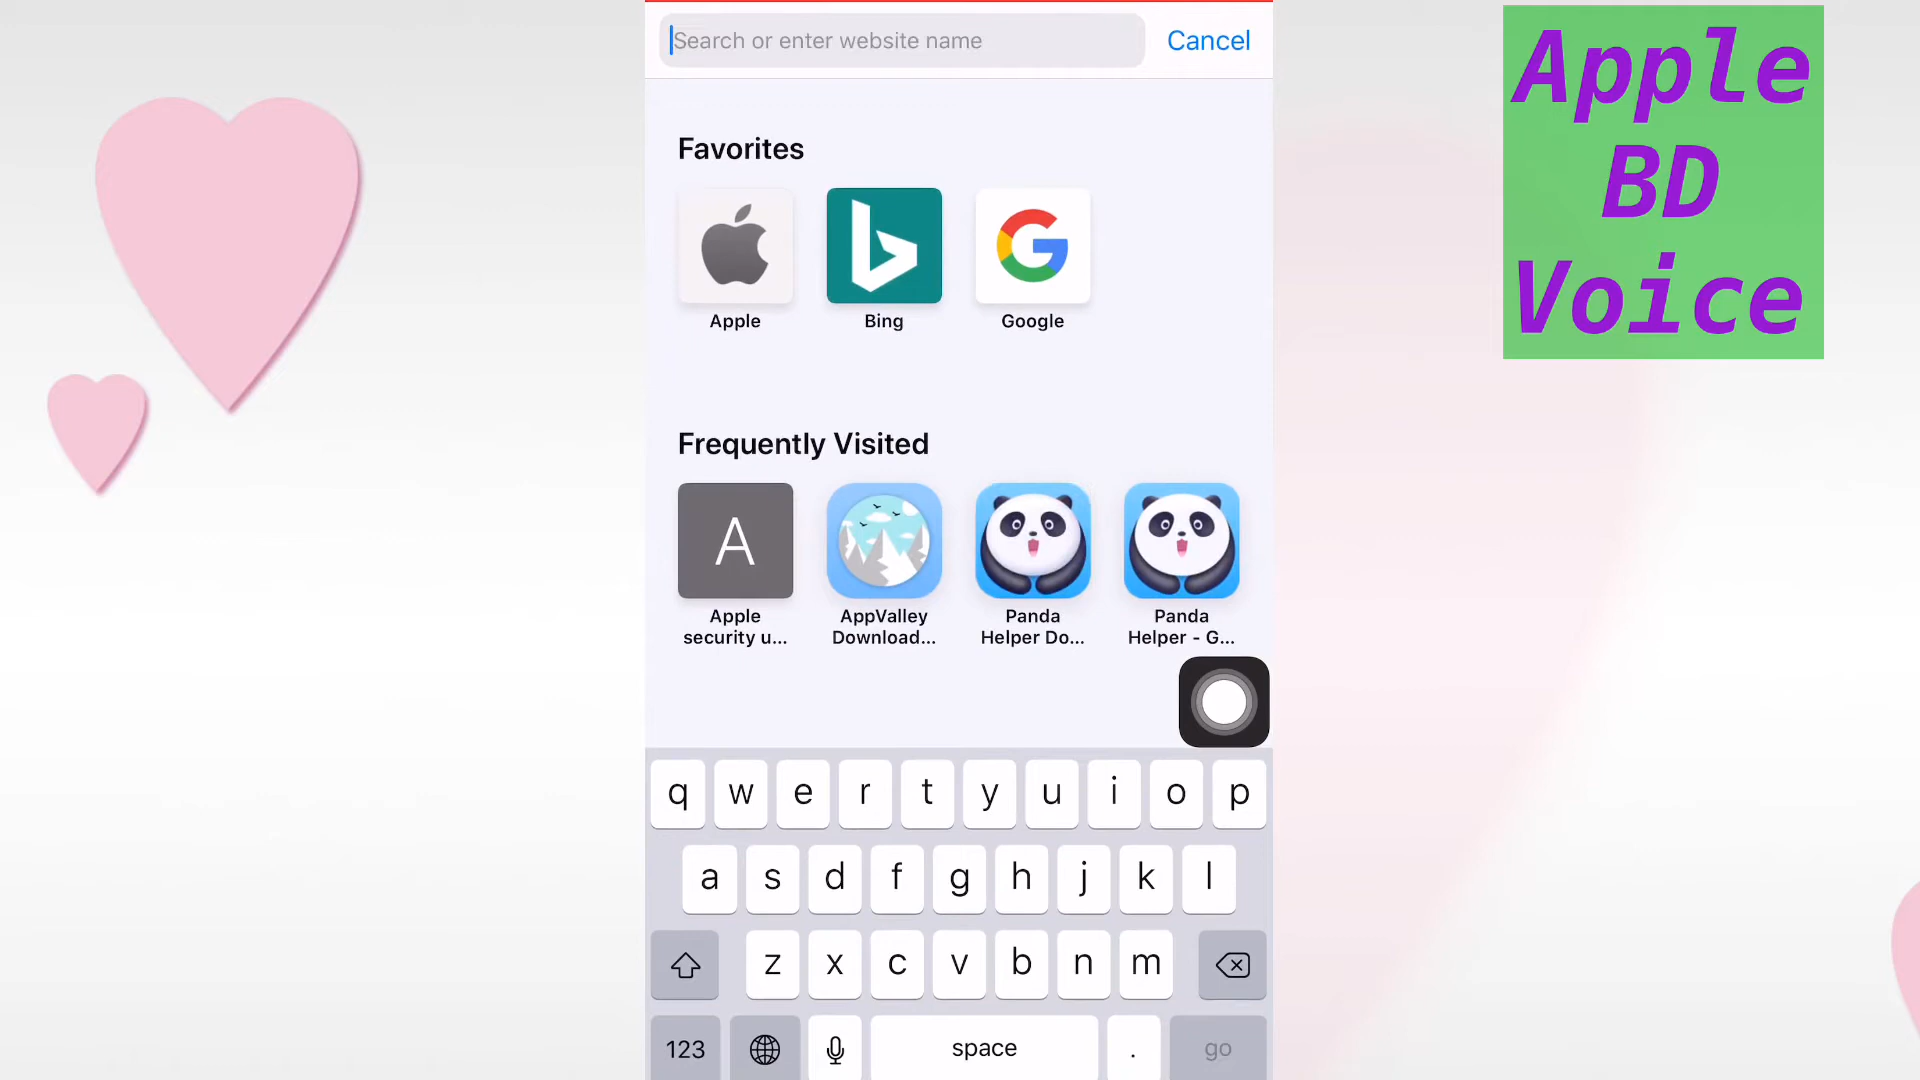 Search or enter website name
Cancel
Apple
BD
Voice
Favorites
Apple
Bing
Google
Frequently Visited
A
Apple
security u...
AppValley
Download...
Panda
Helper Do...
Panda
Helper - G...
q w e r t y u i o p
a s d f g h j k l
z x c v b n m
123
space
.
go